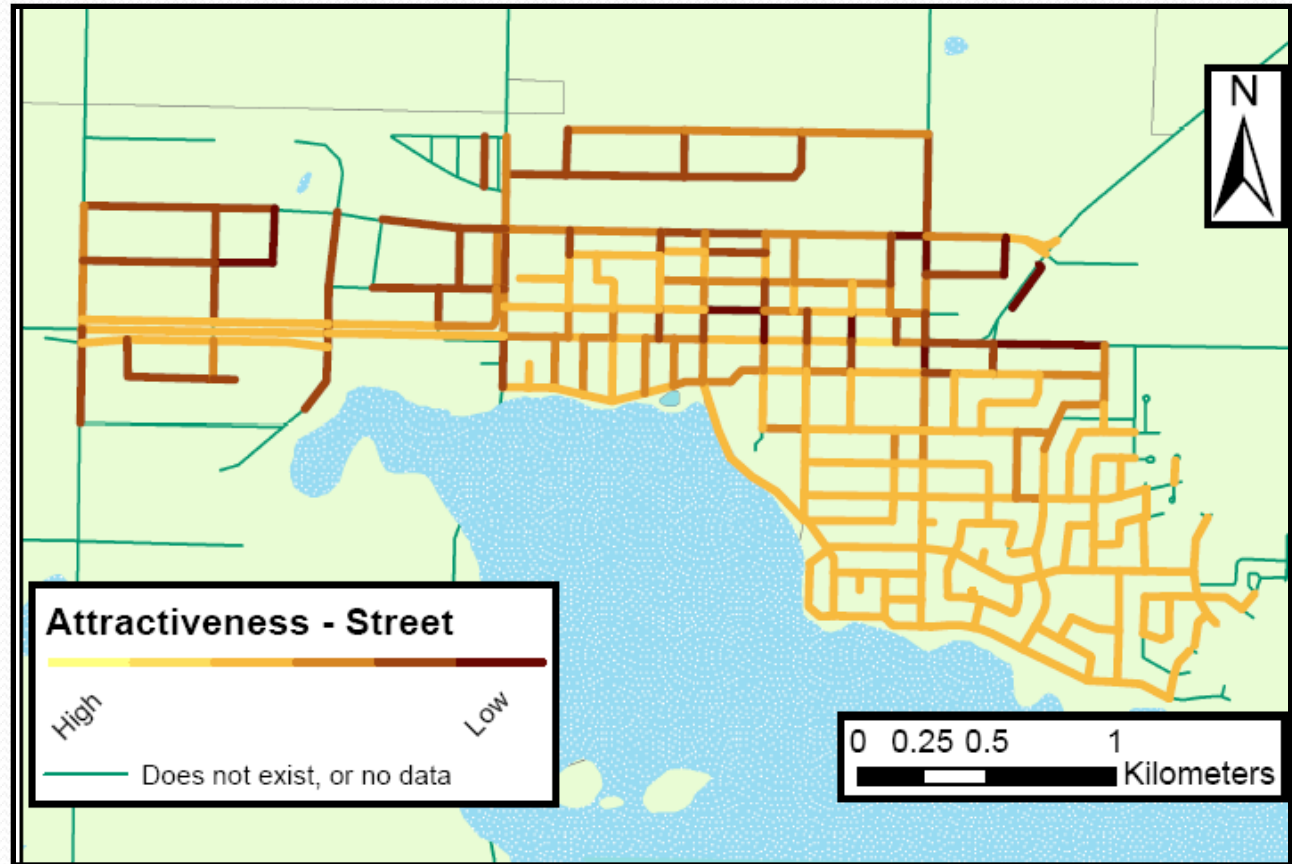 N
Attractiveness - Street
High
Low
Does not exist, or no data
0 0.25 0.5 1
Kilometers